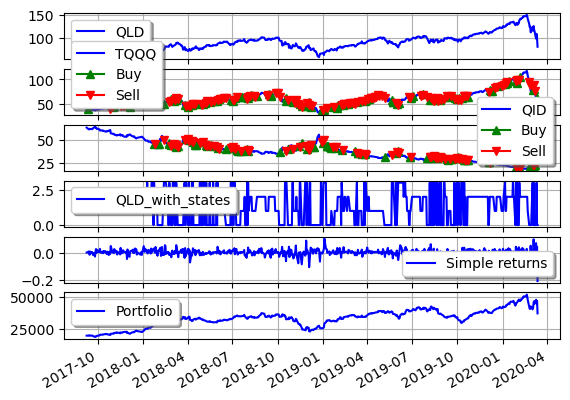 150
100
QLD
TQQQ
Buy
Sell
100
50
QID
Buy
Sell
50
25
2.5
0.0
QLD_with_states
0.0
−0.2
Simple returns
50000
25000
Portfolio
2017-10
2018-01
2018-04
2018-07
2018-10
2019-01
2019-04
2019-07
2019-10
2020-01
2020-04